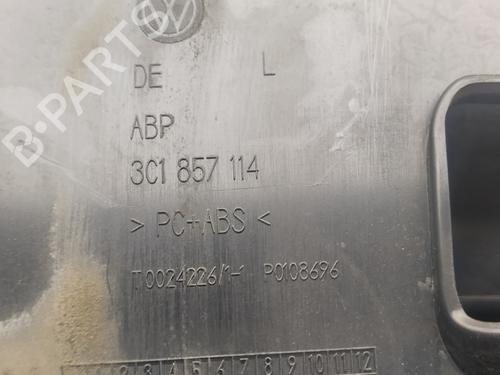 B-PARTS
DE L
ABP
3C1 857 114
> PC+ABS <
T0024226/1-1 P0108696
2 3 4 5 6 7 8 9 10 11 12